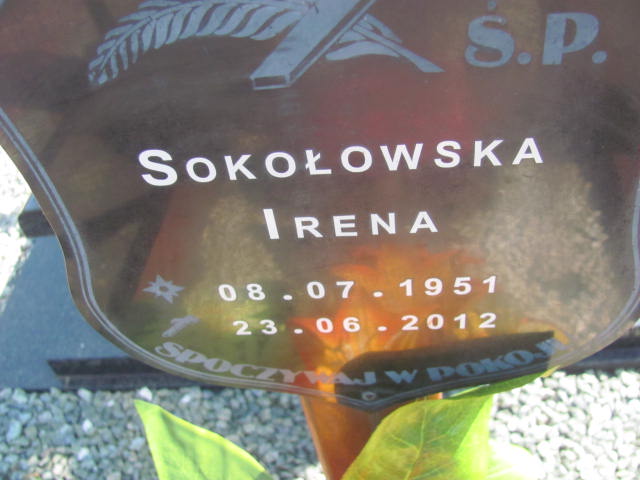 Ś.P.
SOKOŁOWSKA
IRENA
08.07.1951
23.06.2012
SPOCZYWAJ W POKOJU